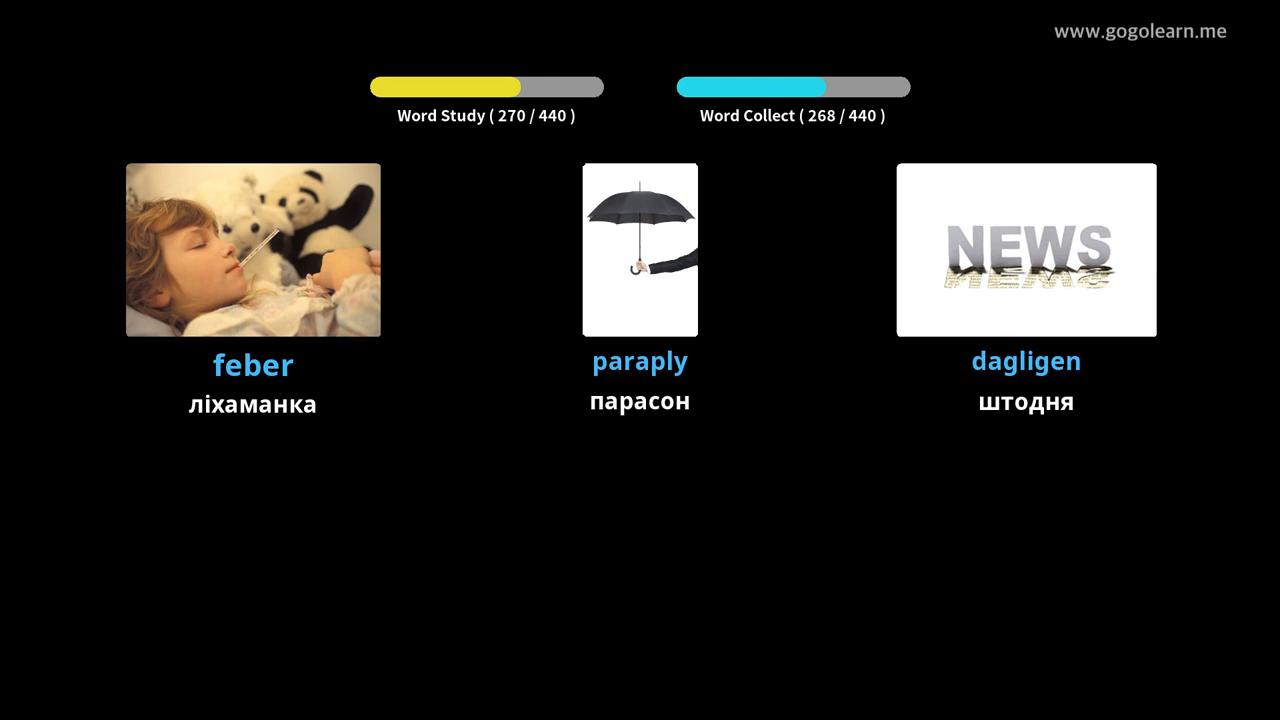 www.gogolearn.me
Word Study ( 270 / 440 )
Word Collect ( 268 / 440 )
NEWS
feber
ліхаманка
paraply
парасон
dagligen
штодня